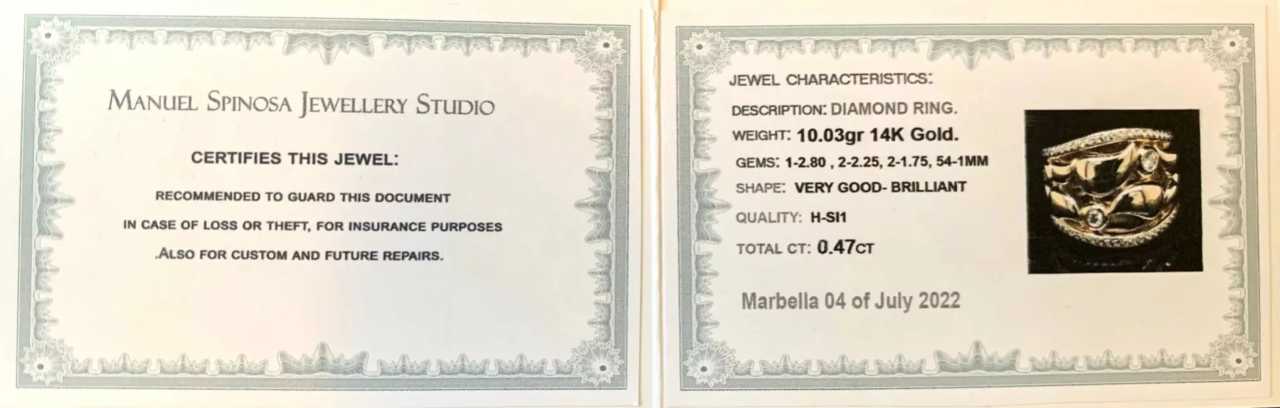 MANUEL SPINOSA JEWELLERY STUDIO
CERTIFIES THIS JEWEL:
RECOMMENDED TO GUARD THIS DOCUMENT
IN CASE OF LOSS OR THEFT, FOR INSURANCE PURPOSES
.ALSO FOR CUSTOM AND FUTURE REPAIRS.
JEWEL CHARACTERISTICS:
DESCRIPTION: DIAMOND RING.
WEIGHT: 10.03gr 14K Gold.
GEMS: 1-2.80 , 2-2.25, 2-1.75, 54-1MM
SHAPE: VERY GOOD- BRILLIANT
QUALITY: H-SI1
TOTAL CT: 0.47CT
Marbella 04 of July 2022